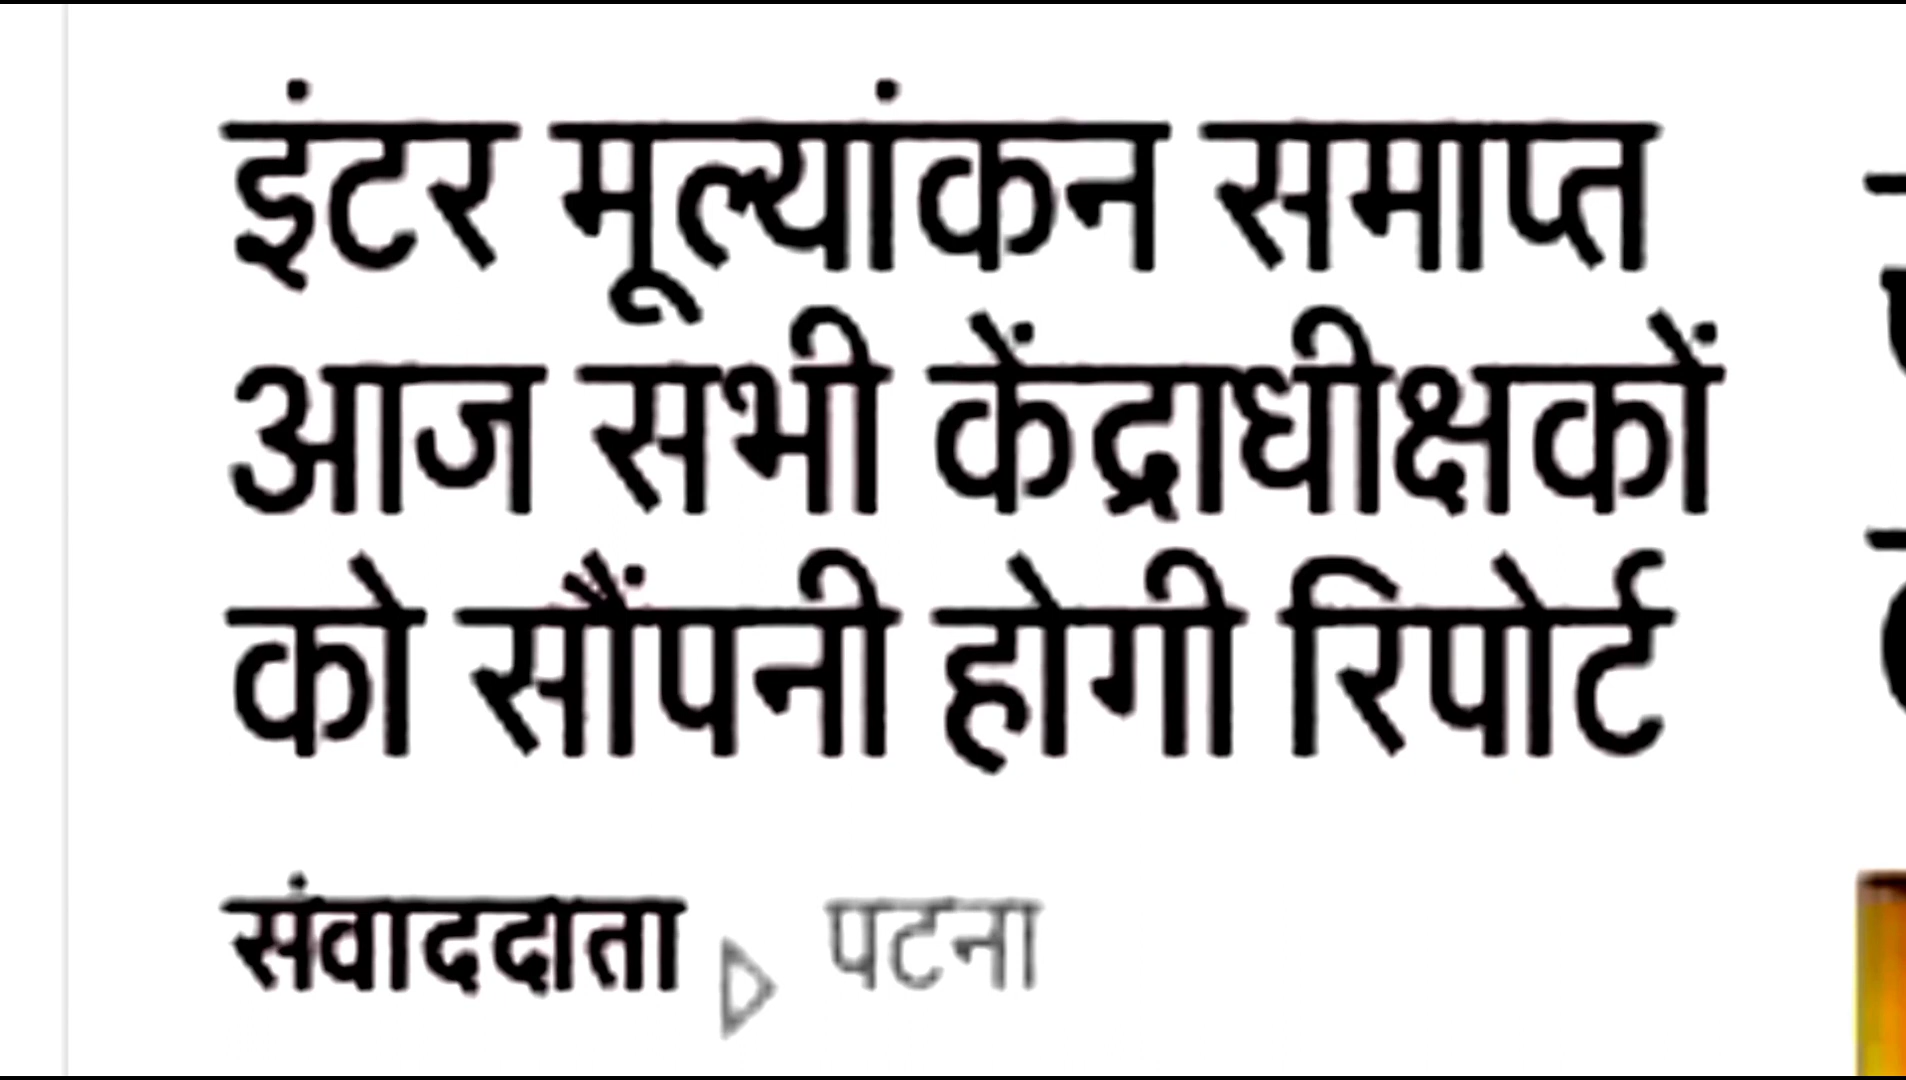 इंटर मूल्यांकन समाप्त
आज सभी केंद्राधीक्षकों
को सौंपनी होगी रिपोर्ट
संवाददाता ▷ पटना